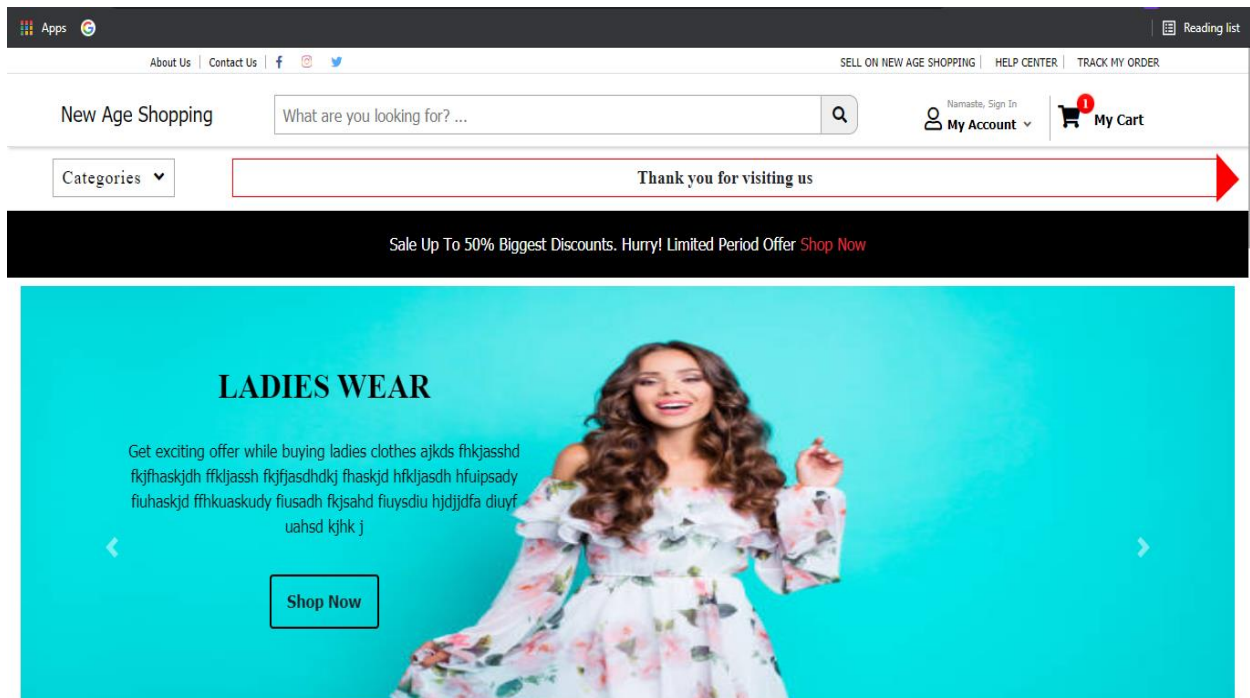 Apps
Reading list
About Us
Contact Us
SELL ON NEW AGE SHOPPING
HELP CENTER
TRACK MY ORDER
New Age Shopping
What are you looking for? ...
Namaste, Sign In
My Account
1
My Cart
Categories
Thank you for visiting us
Sale Up To 50% Biggest Discounts. Hurry! Limited Period Offer Shop Now
LADIES WEAR
Get exciting offer while buying ladies clothes ajkds fhkjasshd
fkjfhaskjdh ffkljassh fkjfjasdhdkj fhaskjd hfkljasdh hfuipsady
fiuhaskjd ffhkuaskudy fiusadh fkjsahd fiuysdiu hjdjjdfa diuyf
uahsd kjhk j
Shop Now